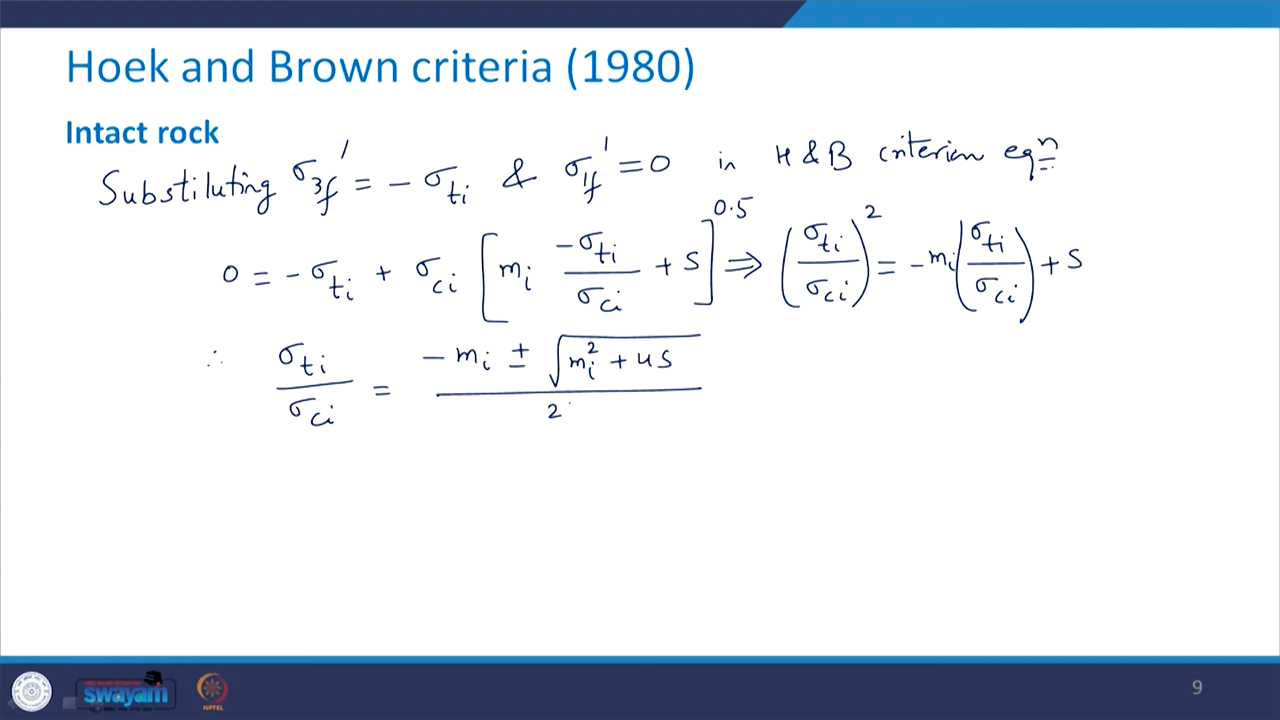 Hoek and Brown criteria (1980)
Intact rock
Substituting σ₃f' = − σti & σ₁f' = 0 in H & B criterion eqn
0 = − σti + σci [ mi −σti/σci + S ]^0.5 ⇒ (σti/σci)² = −mi (σti/σci) + S
∴ σti/σci = (− mi ± √(mi² + 4S))/2
swayam
NPTEL
9